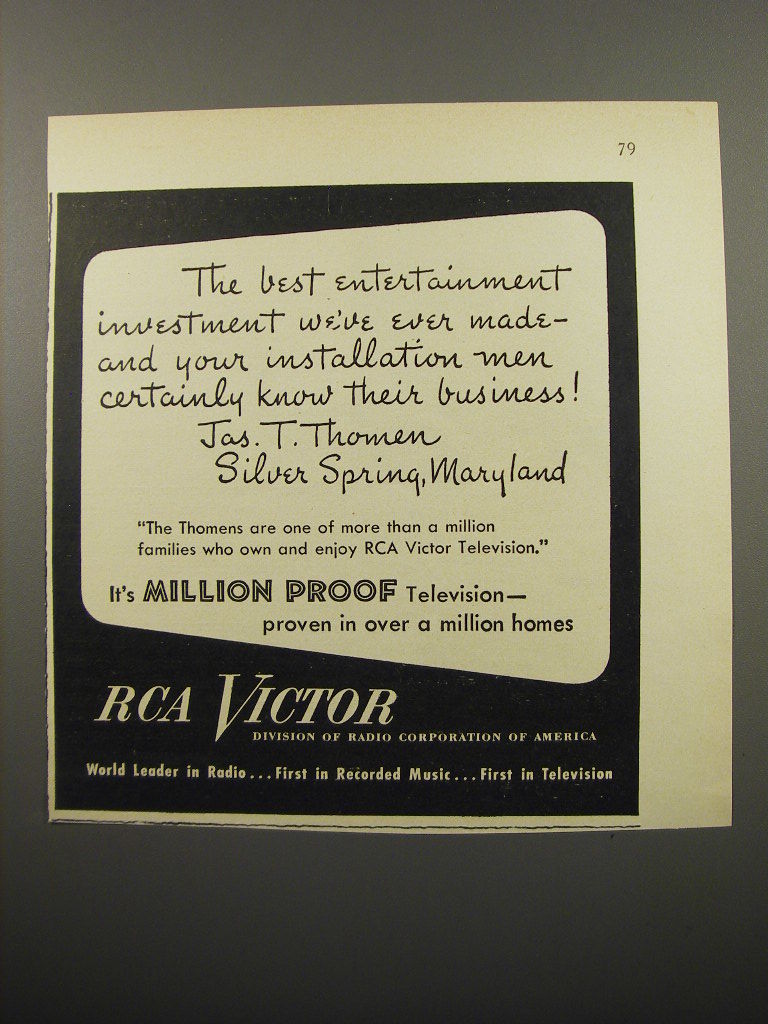 79
The best entertainment
investment we've ever made—
and your installation men
certainly know their business!
Jas. T. Thomen
Silver Spring, Maryland
"The Thomens are one of more than a million
families who own and enjoy RCA Victor Television."
It's MILLION PROOF Television—
proven in over a million homes
RCA VICTOR
DIVISION OF RADIO CORPORATION OF AMERICA
World Leader in Radio... First in Recorded Music... First in Television